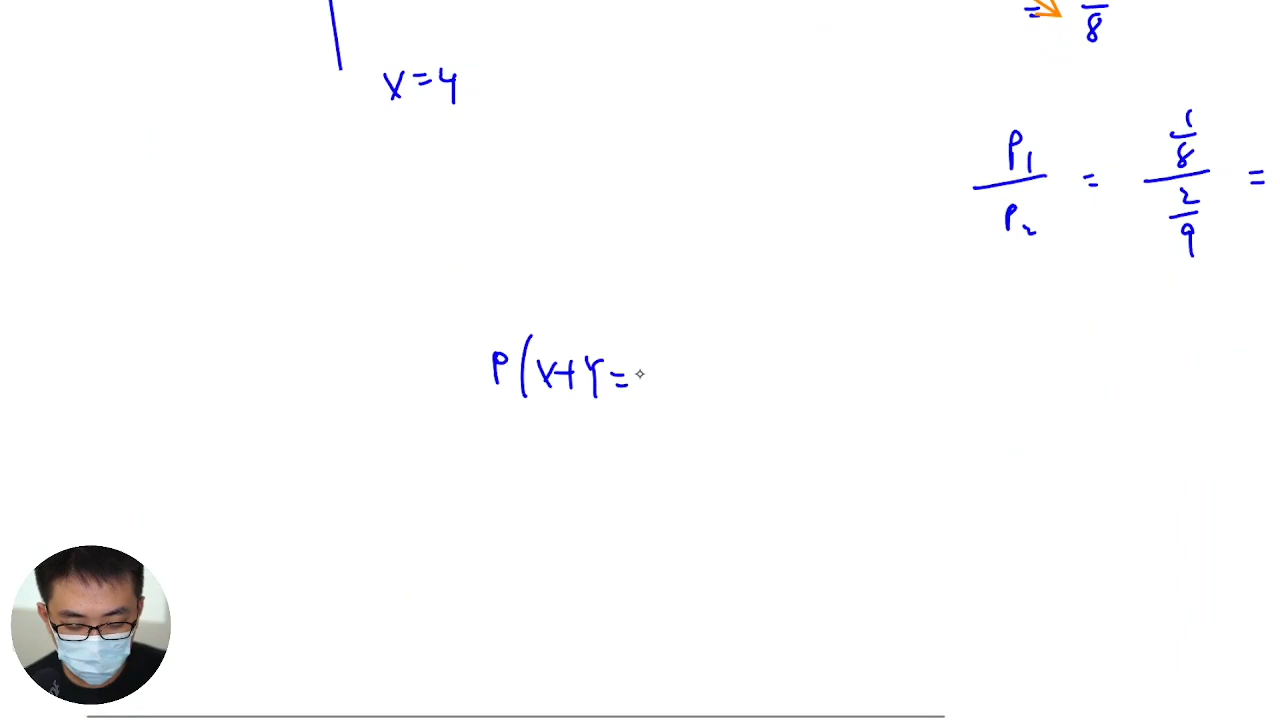 = /8
x=4
P1/P2 = (1/8)/(2/9) =
P(x+y=